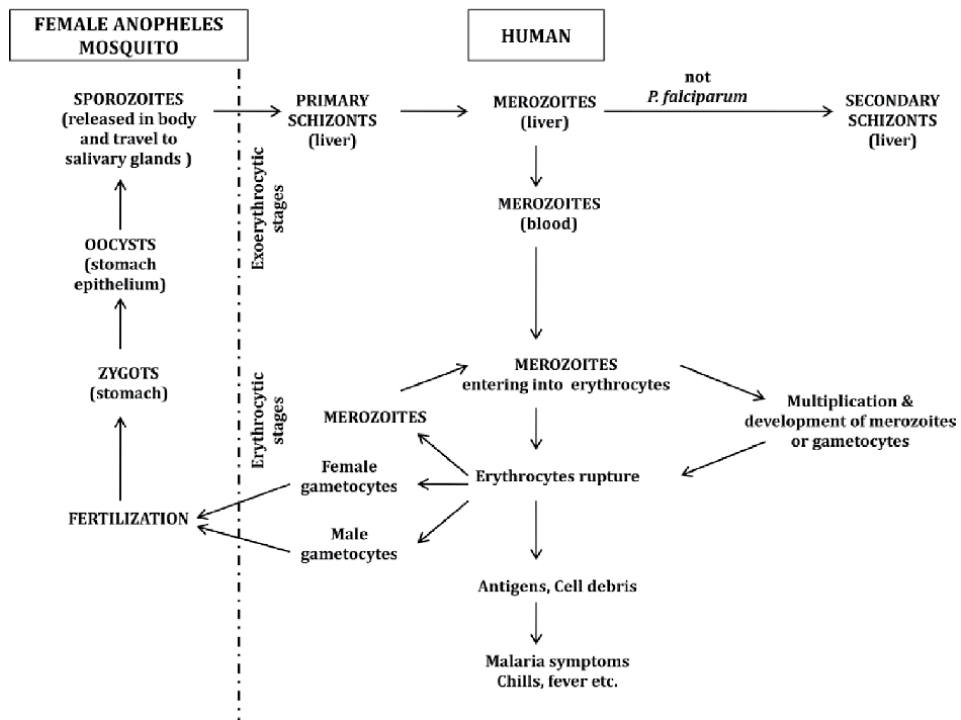 FEMALE ANOPHELES
MOSQUITO
HUMAN
SPOROZOITES
(released in body
and travel to
salivary glands )
PRIMARY
SCHIZONTS
(liver)
MEROZOITES
(liver)
not
P. falciparum
SECONDARY
SCHIZONTS
(liver)
Exoerythrocytic
stages
MEROZOITES
(blood)
OOCYSTS
(stomach
epithelium)
ZYGOTS
(stomach)
Erythrocytic
stages
MEROZOITES
entering into erythrocytes
MEROZOITES
Multiplication &
development of merozoites
or gametocytes
Female
gametocytes
Erythrocytes rupture
FERTILIZATION
Male
gametocytes
Antigens, Cell debris
Malaria symptoms
Chills, fever etc.